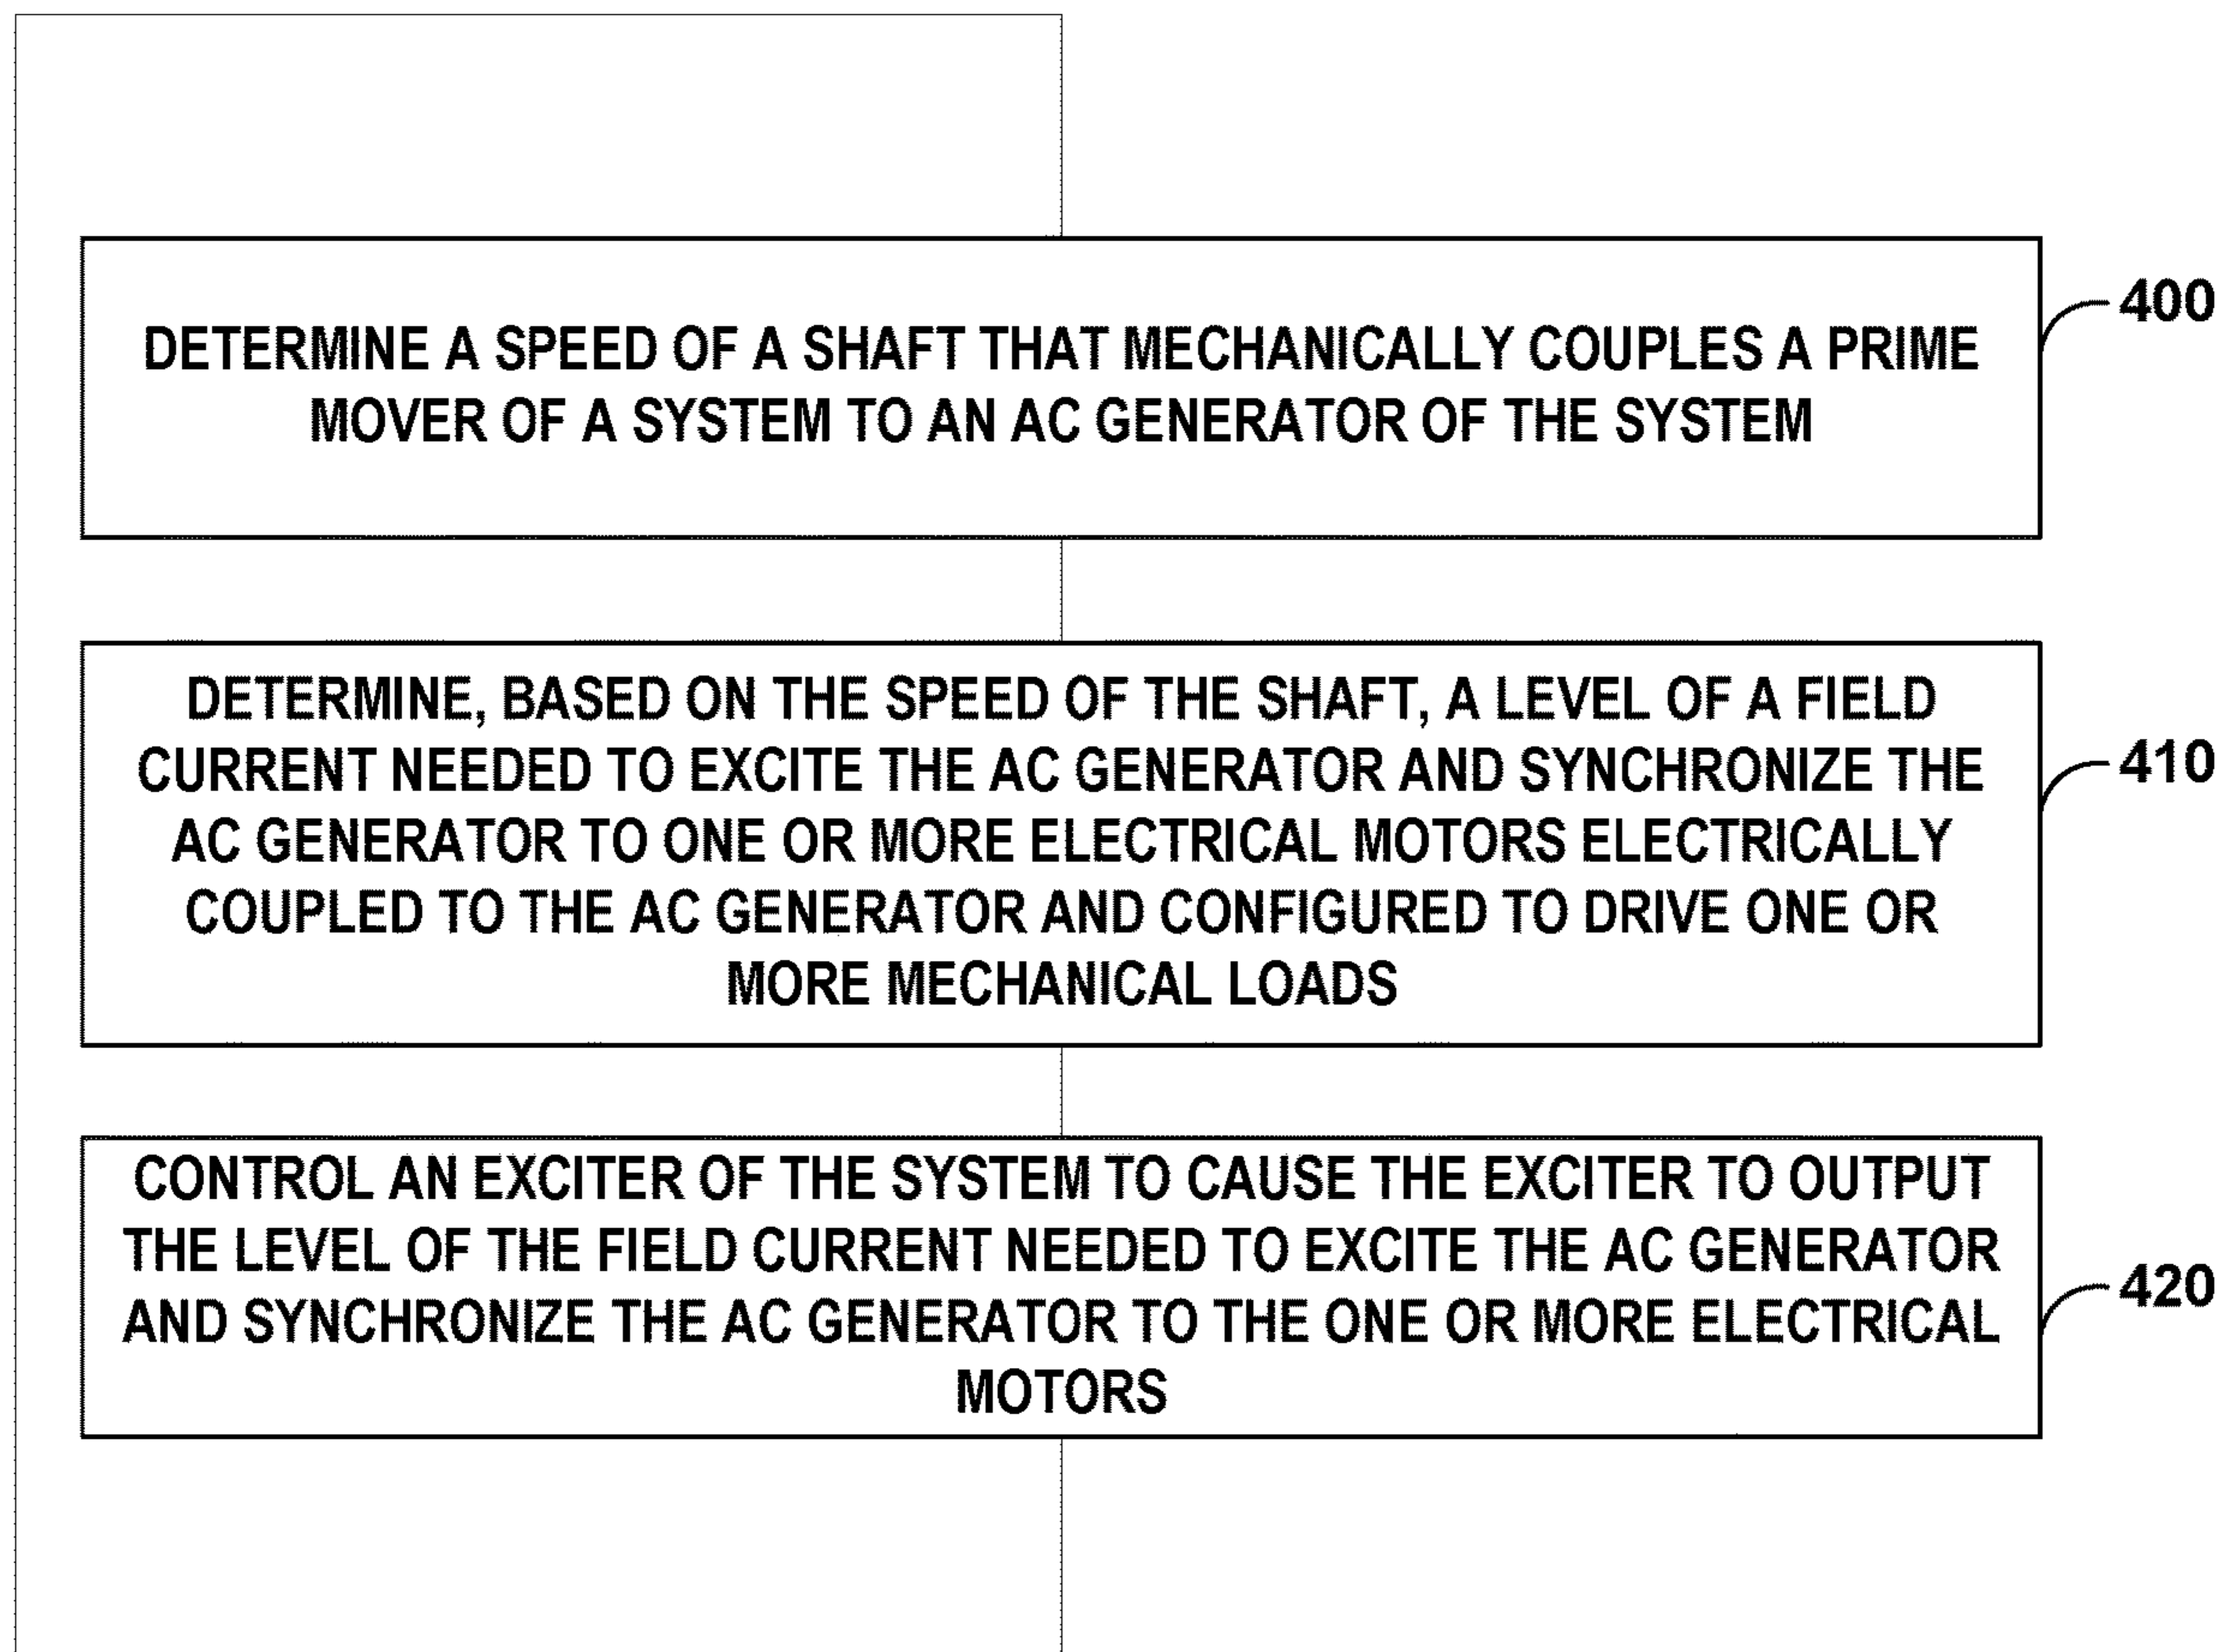 DETERMINE A SPEED OF A SHAFT THAT MECHANICALLY COUPLES A PRIME
MOVER OF A SYSTEM TO AN AC GENERATOR OF THE SYSTEM
400
DETERMINE, BASED ON THE SPEED OF THE SHAFT, A LEVEL OF A FIELD
CURRENT NEEDED TO EXCITE THE AC GENERATOR AND SYNCHRONIZE THE
AC GENERATOR TO ONE OR MORE ELECTRICAL MOTORS ELECTRICALLY
COUPLED TO THE AC GENERATOR AND CONFIGURED TO DRIVE ONE OR
MORE MECHANICAL LOADS
410
CONTROL AN EXCITER OF THE SYSTEM TO CAUSE THE EXCITER TO OUTPUT
THE LEVEL OF THE FIELD CURRENT NEEDED TO EXCITE THE AC GENERATOR
AND SYNCHRONIZE THE AC GENERATOR TO THE ONE OR MORE ELECTRICAL
MOTORS
420